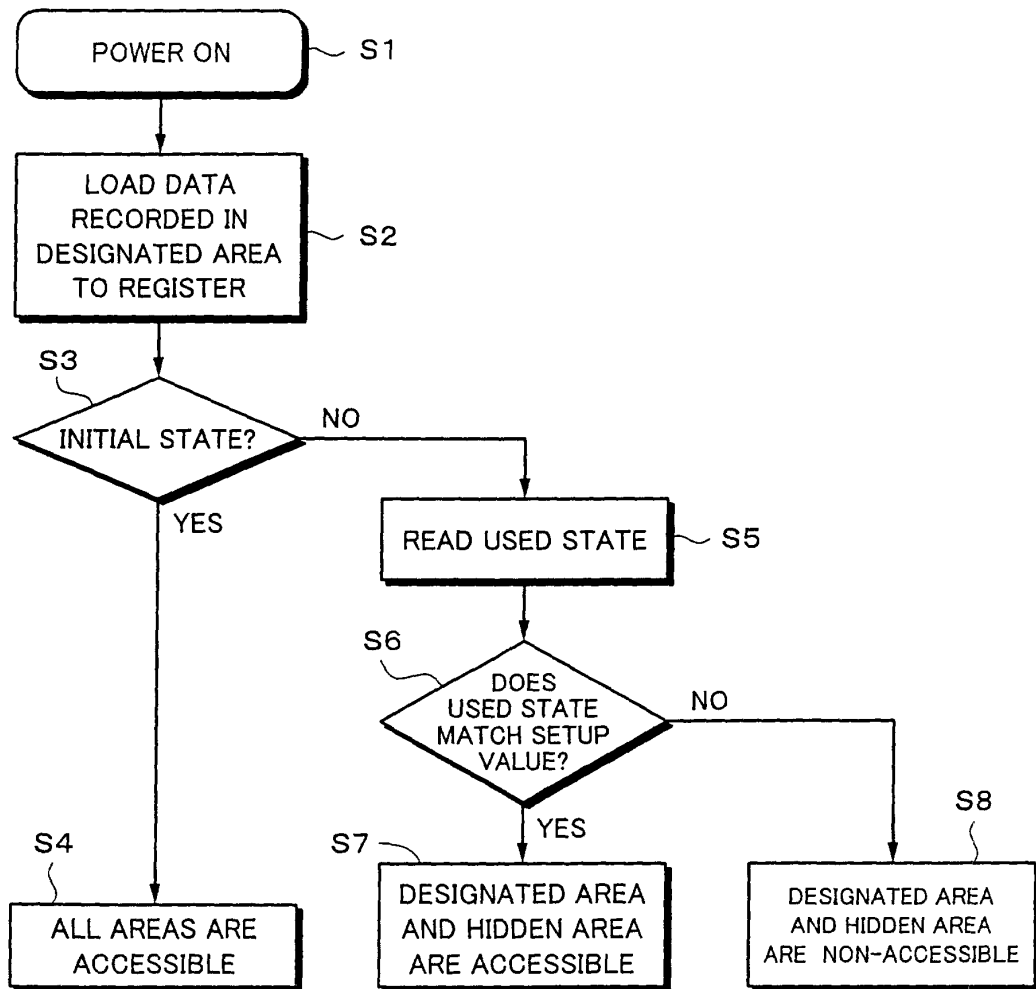 POWER ON
S1
LOAD DATA
RECORDED IN
DESIGNATED AREA
TO REGISTER
S2
S3
INITIAL STATE?
NO
YES
READ USED STATE
S5
S6
DOES
USED STATE
MATCH SETUP
VALUE?
NO
YES
S4
ALL AREAS ARE
ACCESSIBLE
S7
DESIGNATED AREA
AND HIDDEN AREA
ARE ACCESSIBLE
S8
DESIGNATED AREA
AND HIDDEN AREA
ARE NON-ACCESSIBLE